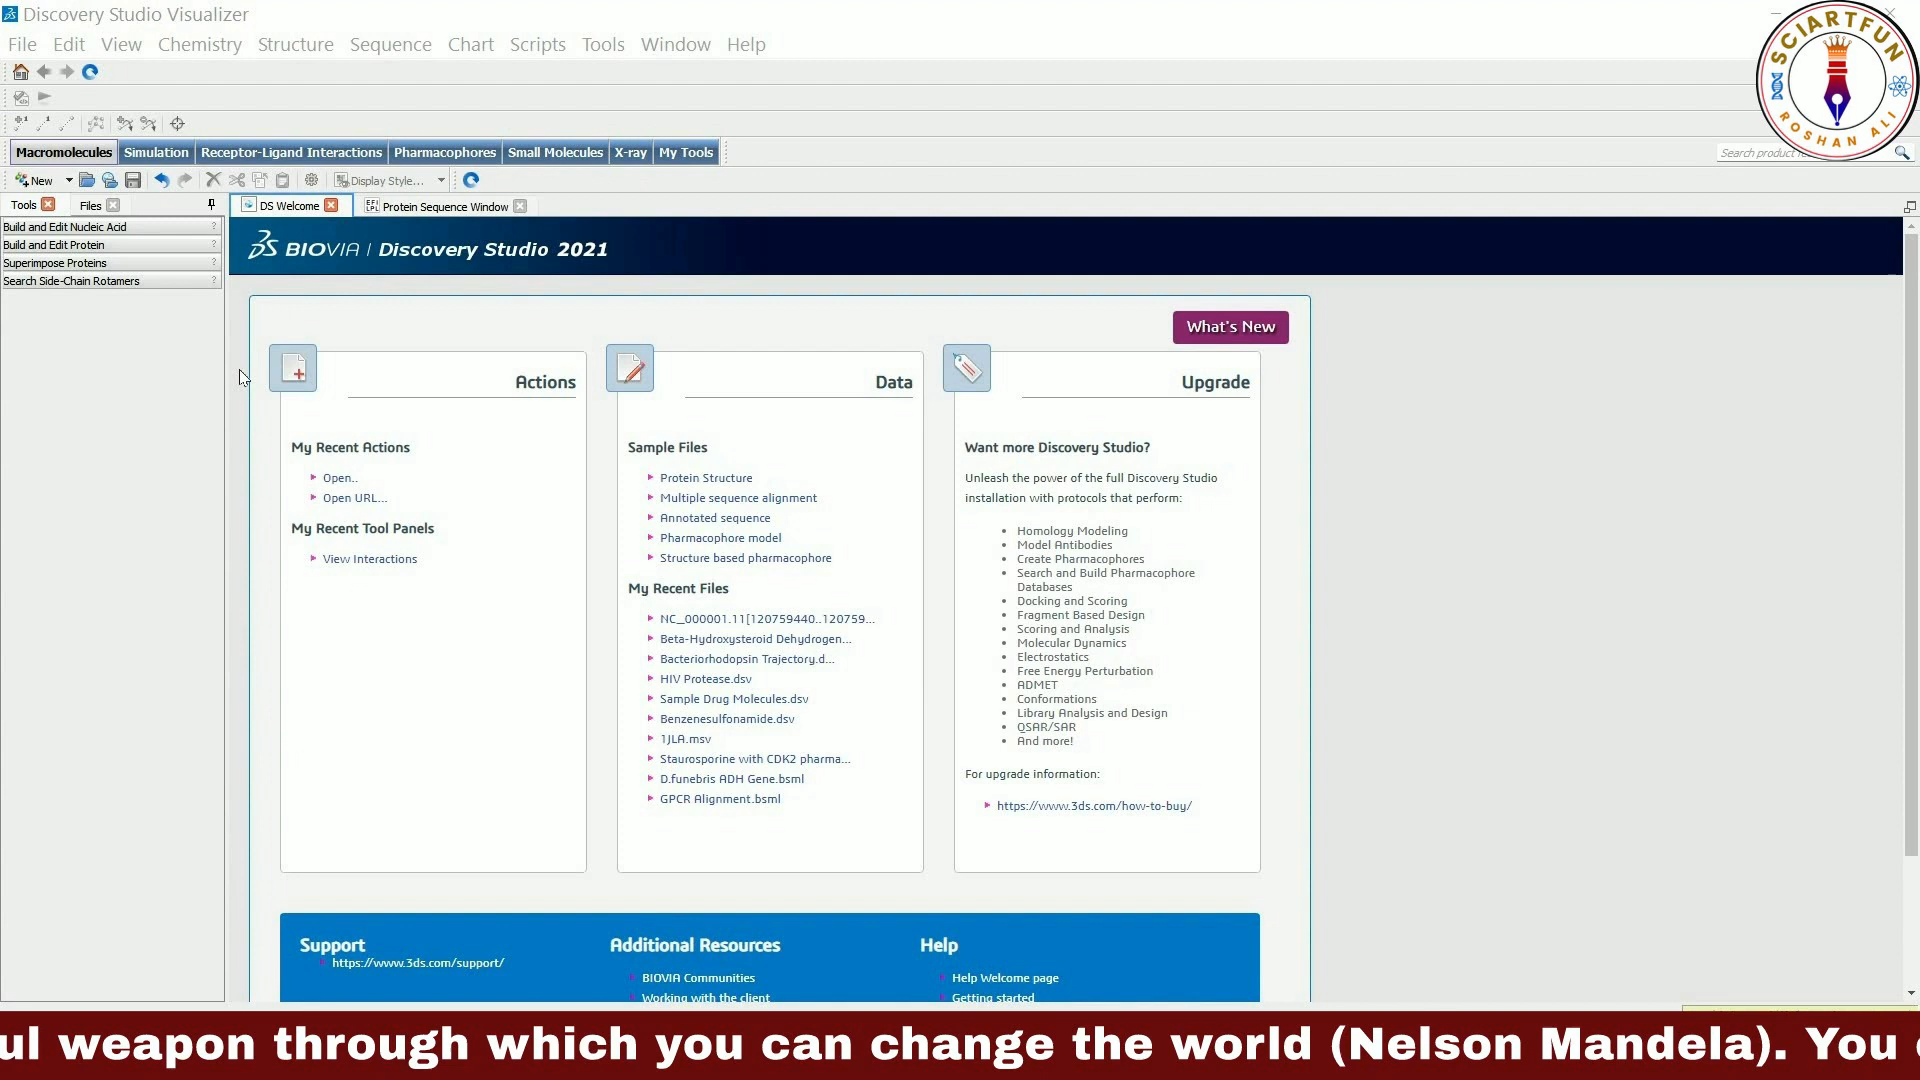 Discovery Studio Visualizer
File Edit View Chemistry Structure Sequence Chart Scripts Tools Window Help
SCIARTFUN
ROSHAN ALI
Macromolecules Simulation Receptor-Ligand Interactions Pharmacophores Small Molecules X-ray My Tools
Search product
New Display Style...
Tools Files DS Welcome Protein Sequence Window
Build and Edit Nucleic Acid ?
Build and Edit Protein ?
Superimpose Proteins ?
Search Side-Chain Rotamers ?
BIOVIA | Discovery Studio 2021
What's New
Actions
My Recent Actions
Open..
Open URL...
My Recent Tool Panels
View Interactions
Data
Sample Files
Protein Structure
Multiple sequence alignment
Annotated sequence
Pharmacophore model
Structure based pharmacophore
My Recent Files
NC_000001.11[120759440..120759...
Beta-Hydroxysteroid Dehydrogen...
Bacteriorhodopsin Trajectory.d...
HIV Protease.dsv
Sample Drug Molecules.dsv
Benzenesulfonamide.dsv
1JLA.msv
Staurosporine with CDK2 pharma...
D.funebris ADH Gene.bsml
GPCR Alignment.bsml
Upgrade
Want more Discovery Studio?
Unleash the power of the full Discovery Studio
installation with protocols that perform:
Homology Modeling
Model Antibodies
Create Pharmacophores
Search and Build Pharmacophore
Databases
Docking and Scoring
Fragment Based Design
Scoring and Analysis
Molecular Dynamics
Electrostatics
Free Energy Perturbation
ADMET
Conformations
Library Analysis and Design
QSAR/SAR
And more!
For upgrade information:
https://www.3ds.com/how-to-buy/
Support
https://www.3ds.com/support/
Additional Resources
BIOVIA Communities
Working with the client
Help
Help Welcome page
Getting started
ul weapon through which you can change the world (Nelson Mandela). You